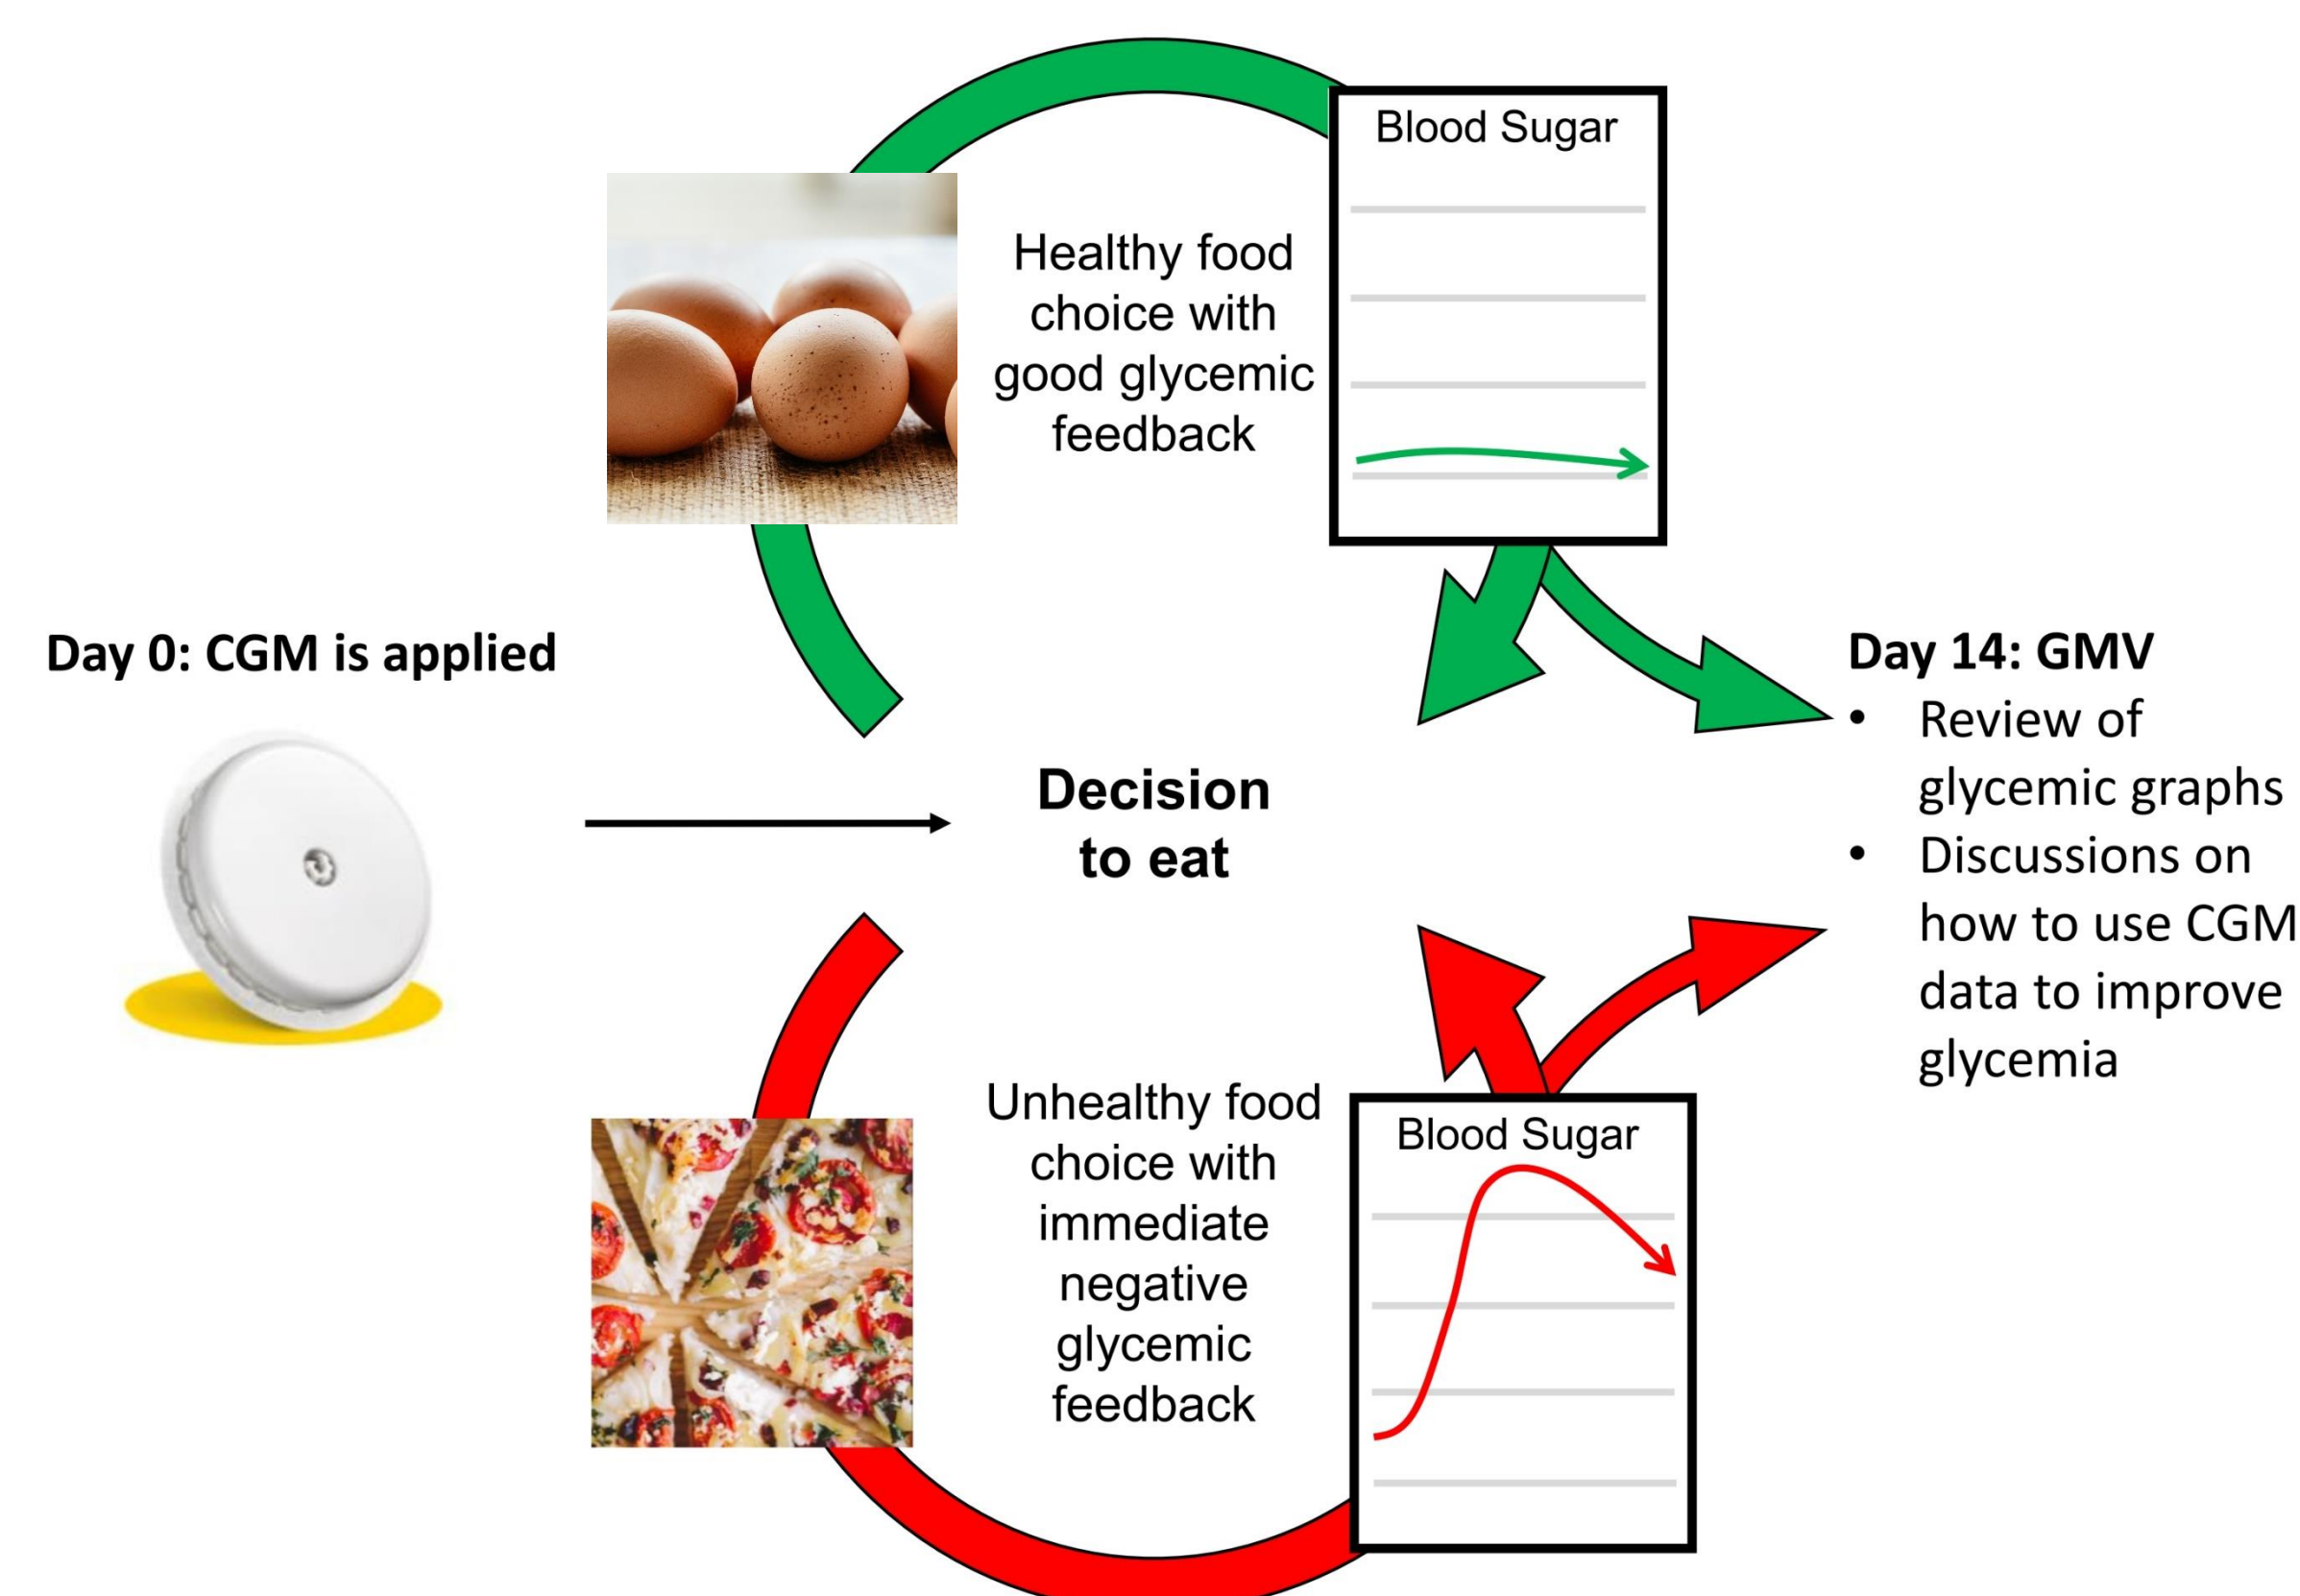 Blood Sugar
Healthy food
choice with
good glycemic
feedback
Day 0: CGM is applied
Decision
to eat
Day 14: GMV
• Review of
glycemic graphs
• Discussions on
how to use CGM
data to improve
glycemia
Unhealthy food
choice with
immediate
negative
glycemic
feedback
Blood Sugar